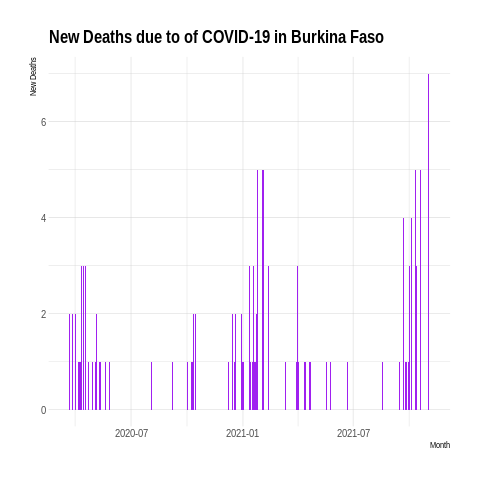 New Deaths due to of COVID-19 in Burkina Faso
New Deaths
6
4
2
0
2020-07 2021-01 2021-07
Month